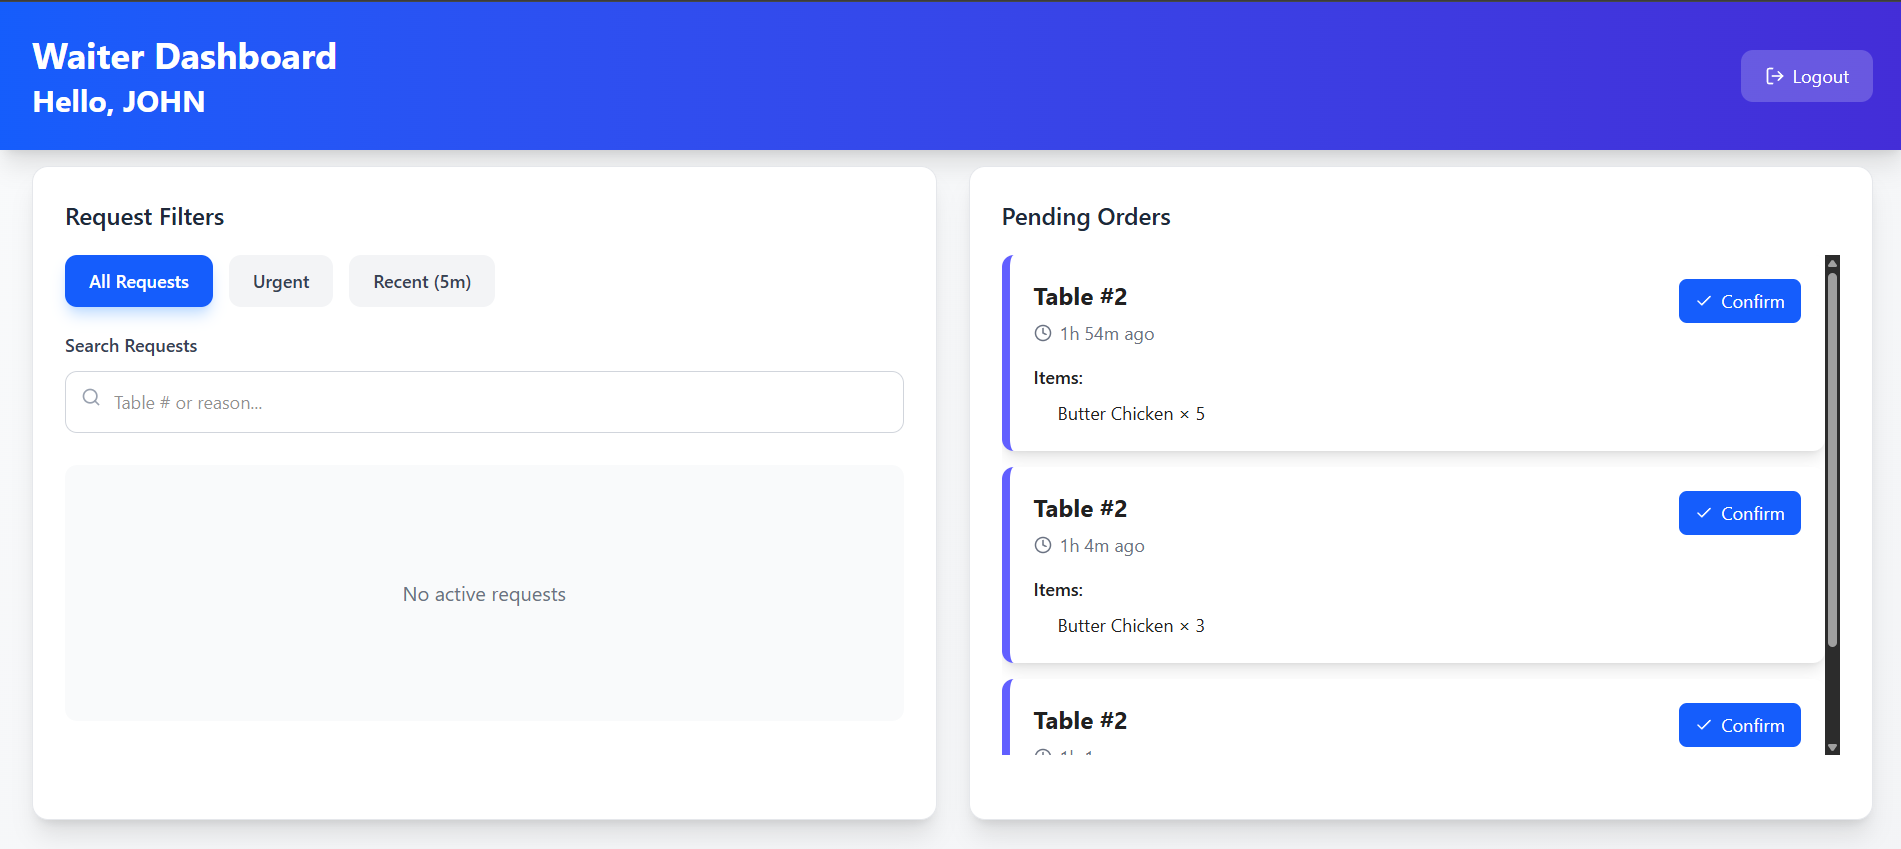 Waiter Dashboard
Hello, JOHN
Logout
Request Filters
All Requests
Urgent
Recent (5m)
Search Requests
Table # or reason...
No active requests
Pending Orders
Table #2
Confirm
1h 54m ago
Items:
Butter Chicken × 5
Table #2
Confirm
1h 4m ago
Items:
Butter Chicken × 3
Table #2
Confirm